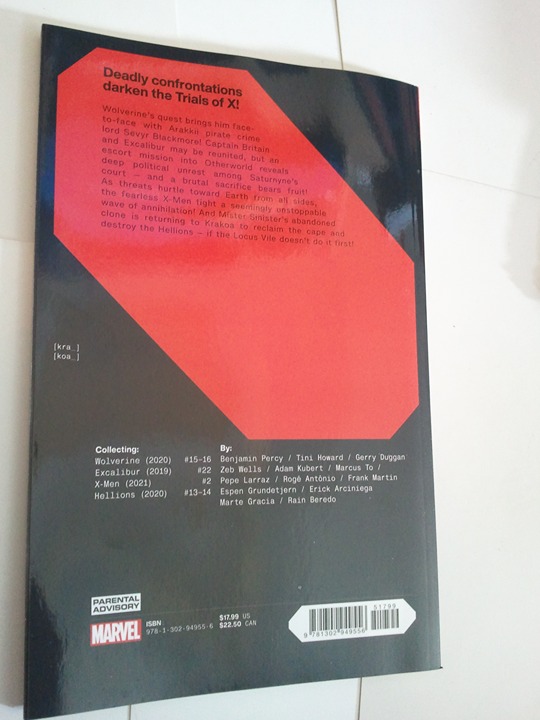 Deadly confrontations
darken the Trials of X!
Wolverine's quest brings him face-
to-face with Arakkii pirate crime
lord Sevyr Blackmore! Captain Britain
and Excalibur may be reunited, but an
escort mission into Otherworld reveals
deep political unrest among Saturnyne's
court — and a brutal sacrifice bears fruit!
As threats hurtle toward Earth from all sides,
the fearless X-Men fight a seemingly unstoppable
wave of annihilation! And Mister Sinister's abandoned
clone is returning to Krakoa to reclaim the cape and
destroy the Hellions — if the Locus Vile doesn't do it first!
[kra_]
[koa_]
Collecting:
Wolverine (2020) #15-16
Excalibur (2019) #22
X-Men (2021) #2
Hellions (2020) #13-14
By:
Benjamin Percy / Tini Howard / Gerry Duggan
Zeb Wells / Adam Kubert / Marcus To /
Pepe Larraz / Rogê Antônio / Frank Martin
Espen Grundetjern / Erick Arciniega
Marte Gracia / Rain Beredo
PARENTAL
ADVISORY
MARVEL
ISBN
978-1-302-94955-6
$17.99 US
$22.50 CAN
51799
9 781302 949556